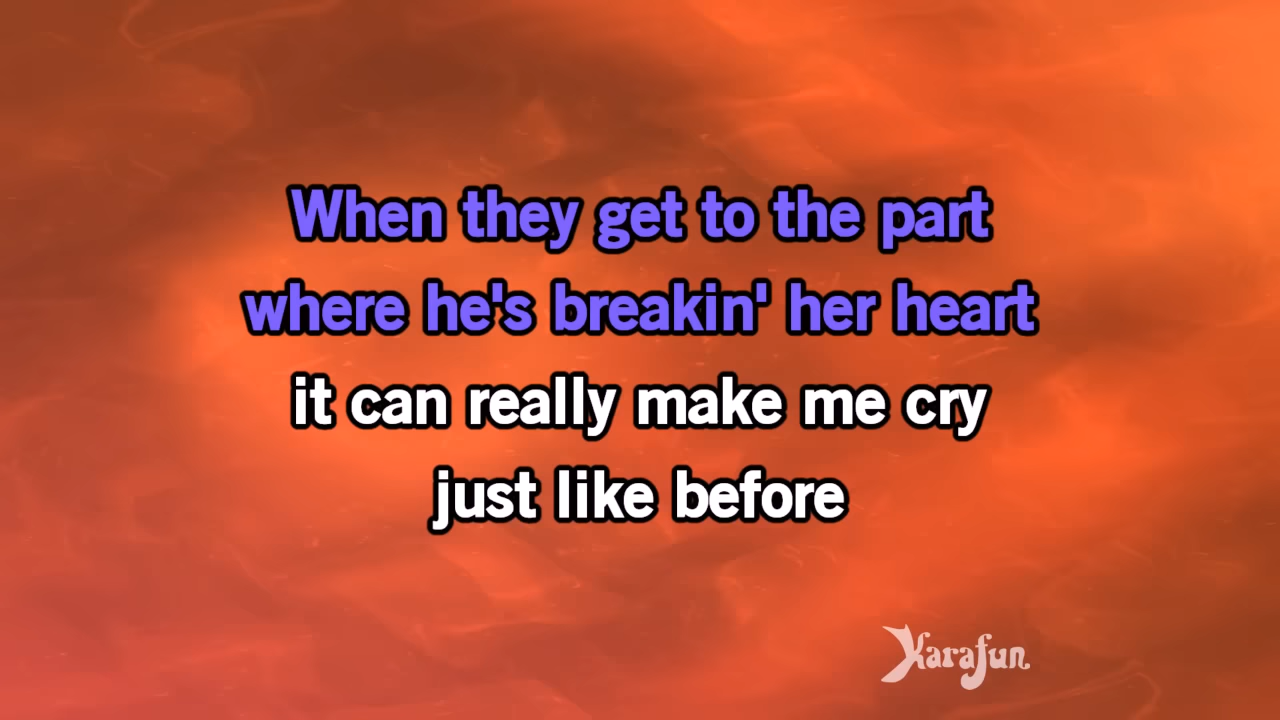 When they get to the part
where he's breakin' her heart
it can really make me cry
just like before
Karafun